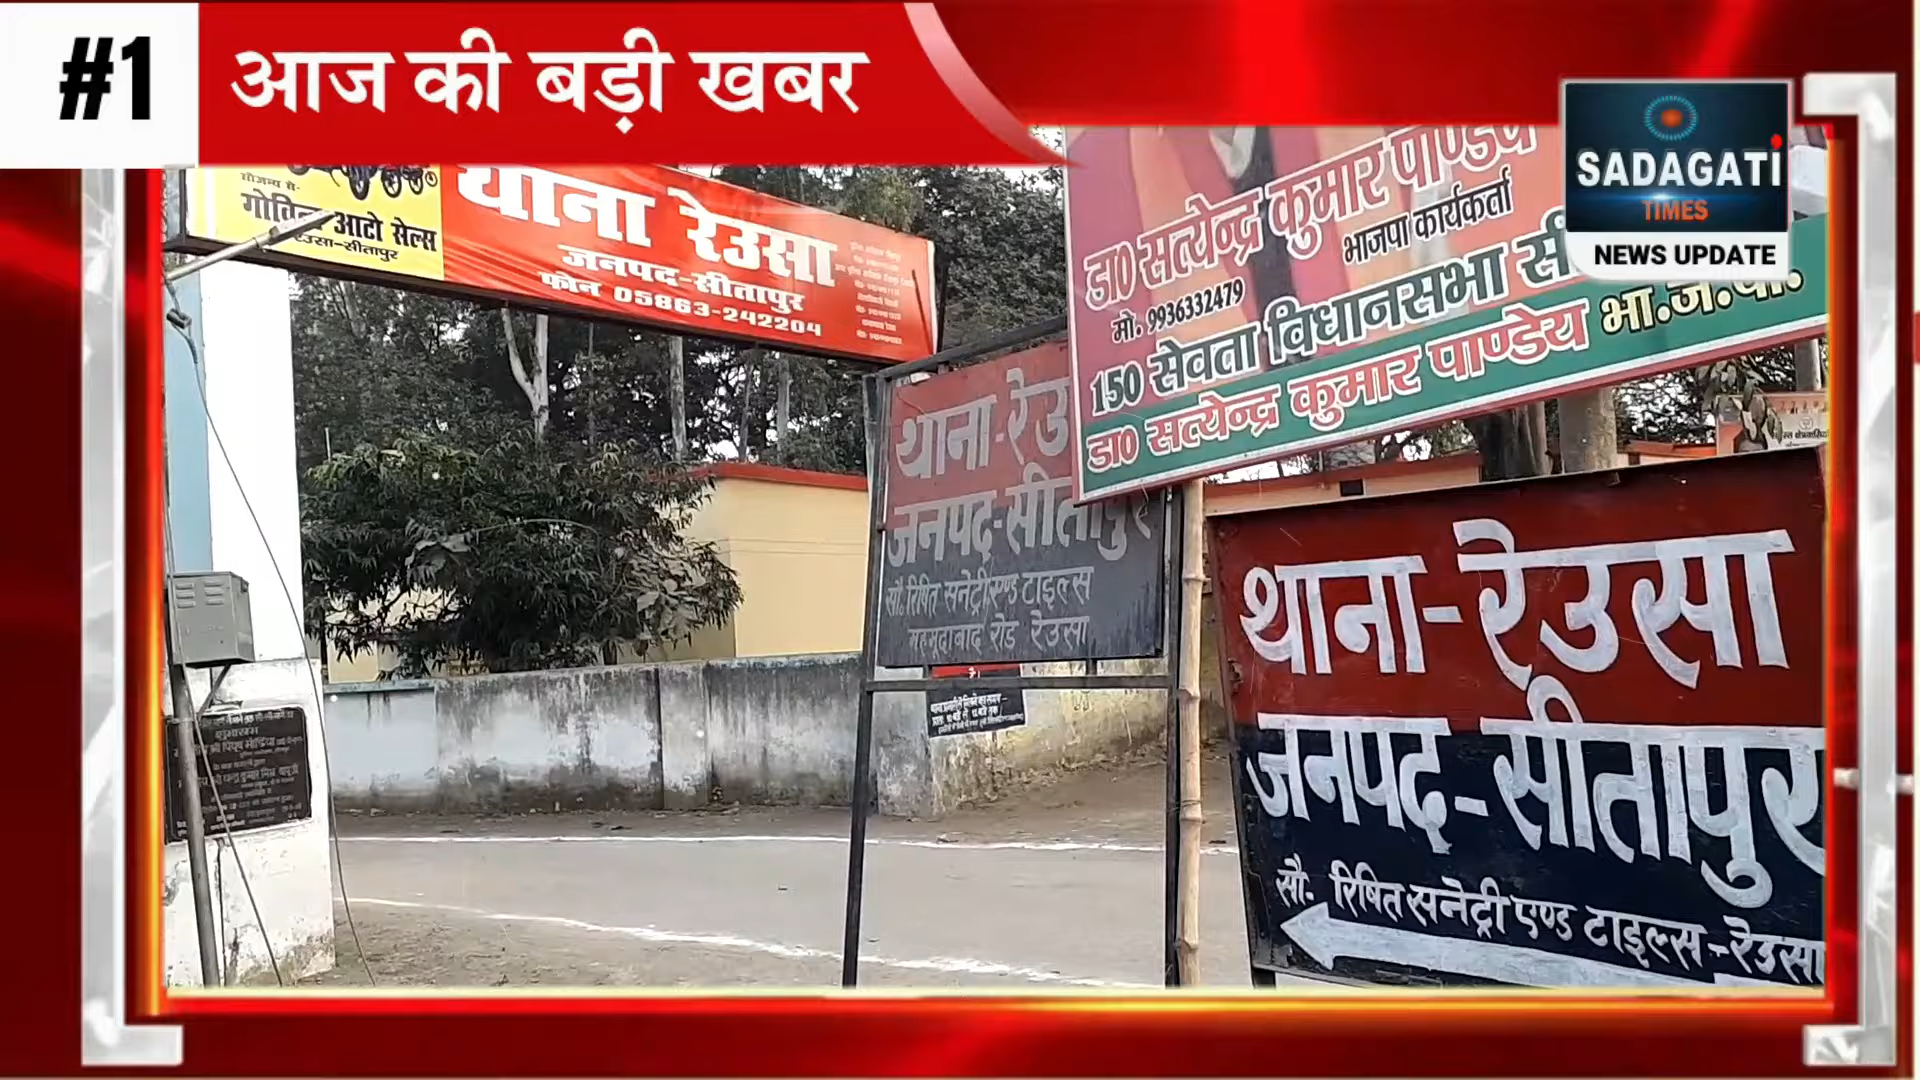 #1
आज की बड़ी खबर
SADAGATI
TIMES
NEWS UPDATE
सौजन्य से-
गोविन्द आटो सेल्स
रेउसा-सीतापुर
थाना रेउसा
जनपद-सीतापुर
फोन 05863-242204
डा0 सत्येन्द्र कुमार पाण्डेय
भाजपा कार्यकर्ता
मो. 9936332479
150 सेवता विधानसभा सी
डा0 सत्येन्द्र कुमार पाण्डेय भा.ज.पा.
थाना-रेउ
जनपद-सीतापुर
सौ. रिषित सनेट्री एण्ड टाइल्स
महमूदाबाद रोड रेउसा
थाना-रेउसा
जनपद-सीतापुर
सौ. रिषित सनेट्री एण्ड टाइल्स-रेउसा